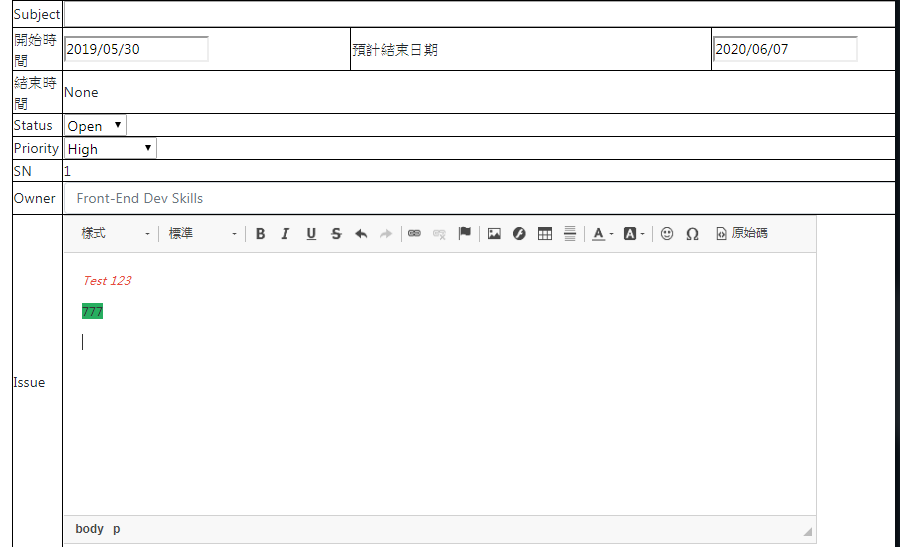 Subject
開始時
間
2019/05/30
預計結束日期
2020/06/07
結束時
間
None
Status
Open
Priority
High
SN
1
Owner
Front-End Dev Skills
Issue
樣式
標準
B I U S
A A
Ω
原始碼
Test 123
777
body p